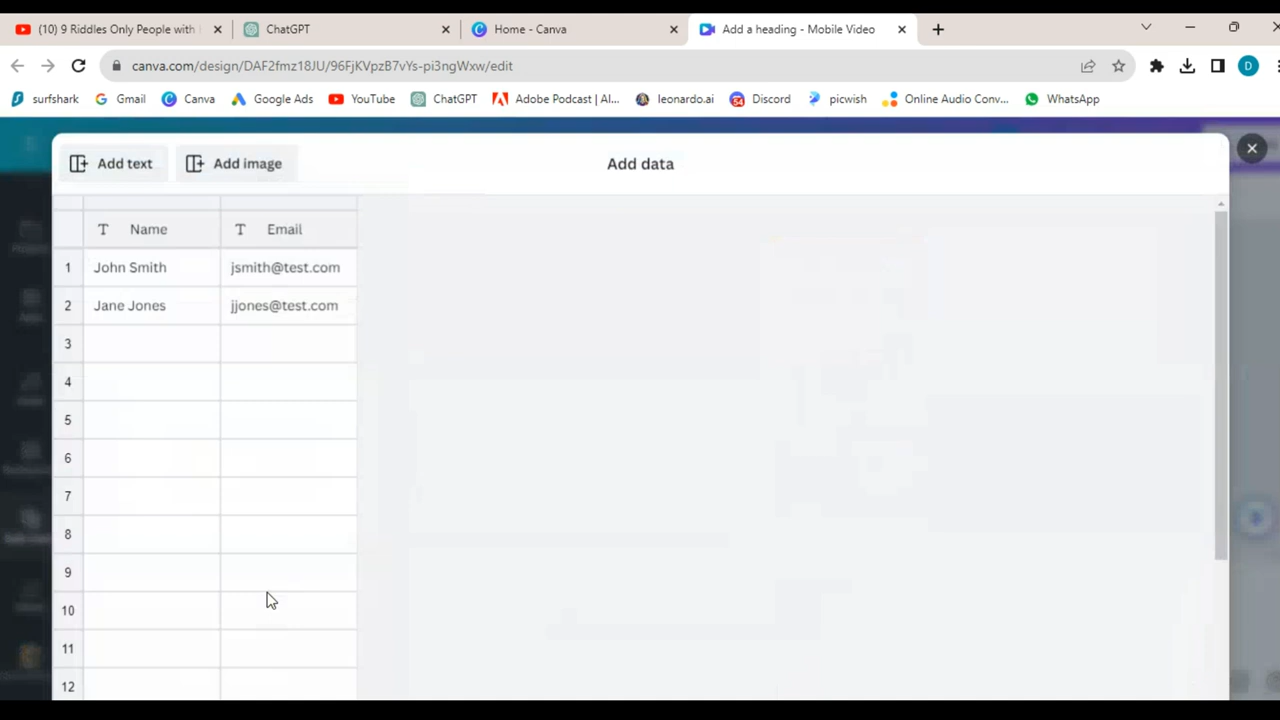 (10) 9 Riddles Only People with
ChatGPT
Home - Canva
Add a heading - Mobile Video
canva.com/design/DAF2fmz18JU/96FjKVpzB7vYs-pi3ngWxw/edit
D
surfshark
Gmail
Canva
Google Ads
YouTube
ChatGPT
Adobe Podcast | Al...
leonardo.ai
Discord
picwish
Online Audio Conv...
WhatsApp
Add text
Add image
Add data
T Name
T Email
1 John Smith jsmith@test.com
2 Jane Jones jjones@test.com
3
4
5
6
7
8
9
10
11
12